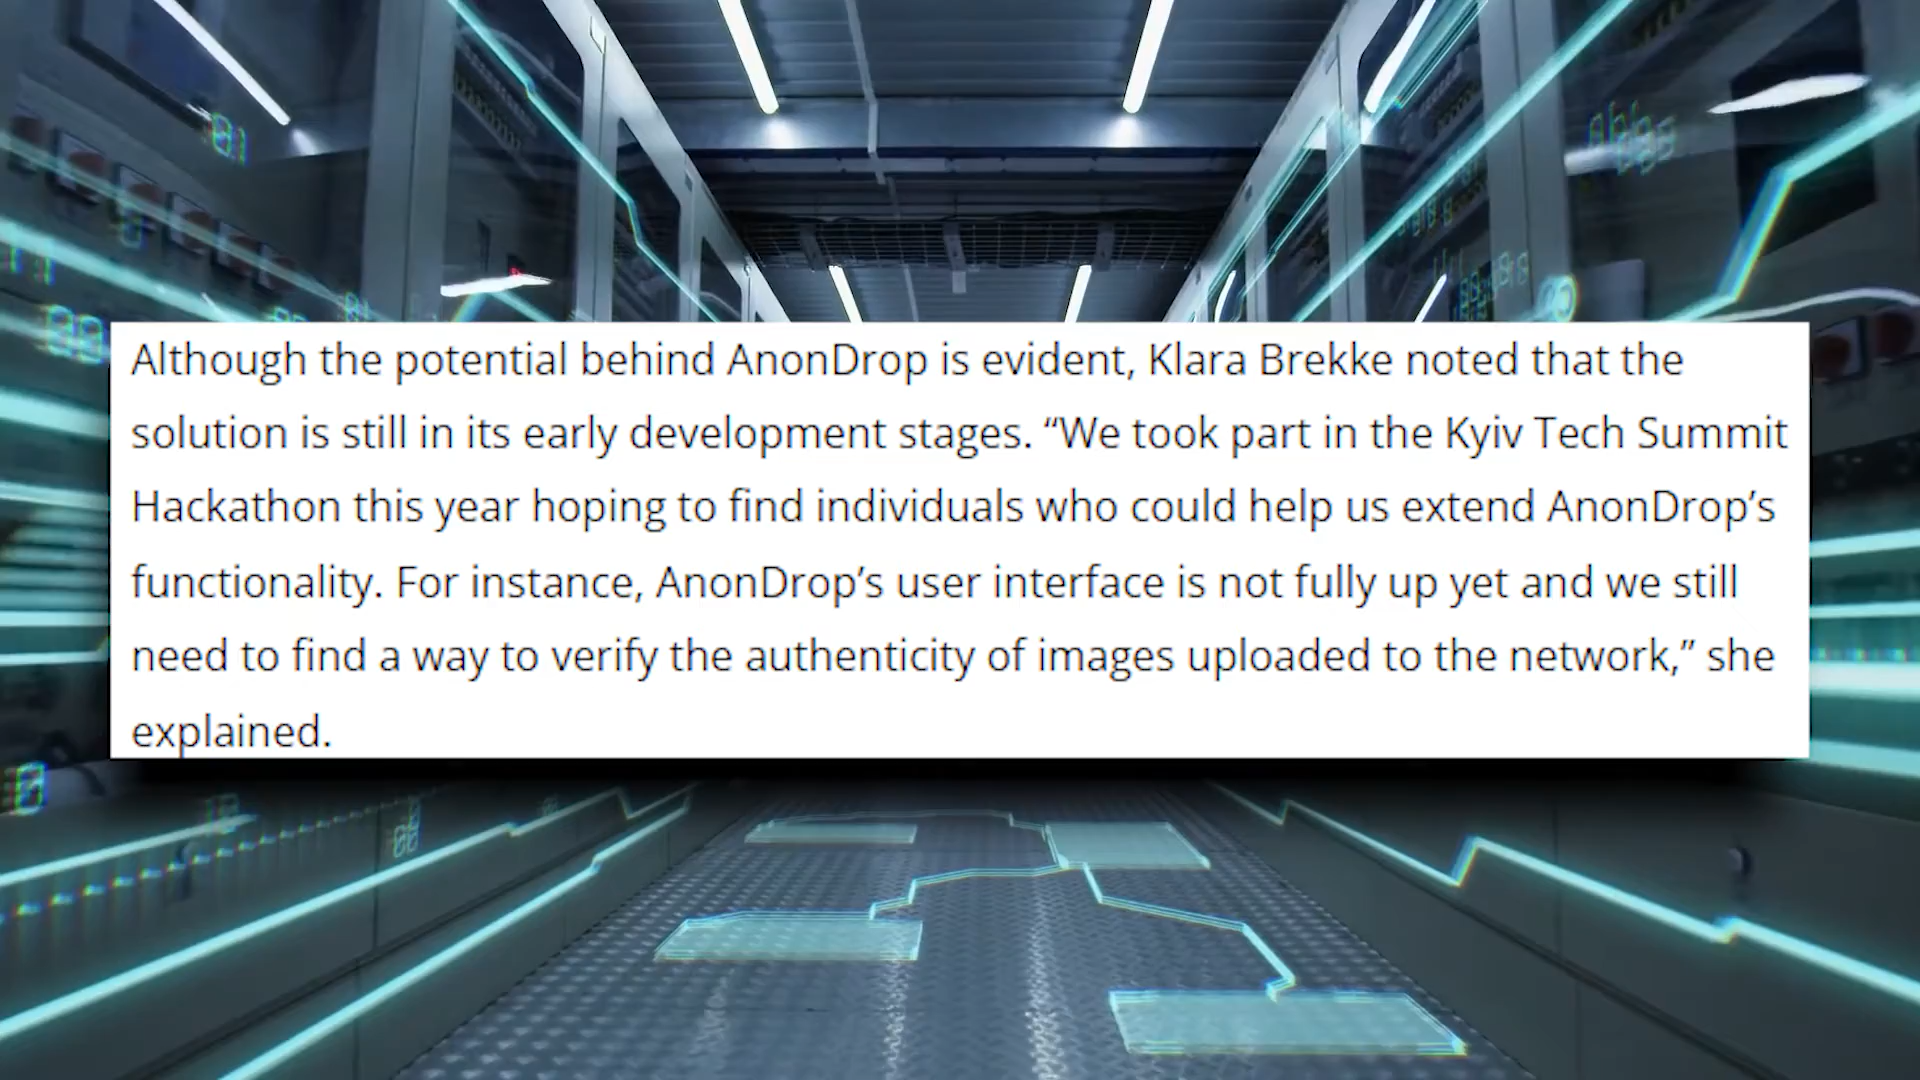 Although the potential behind AnonDrop is evident, Klara Brekke noted that the
solution is still in its early development stages. “We took part in the Kyiv Tech Summit
Hackathon this year hoping to find individuals who could help us extend AnonDrop’s
functionality. For instance, AnonDrop’s user interface is not fully up yet and we still
need to find a way to verify the authenticity of images uploaded to the network,” she
explained.